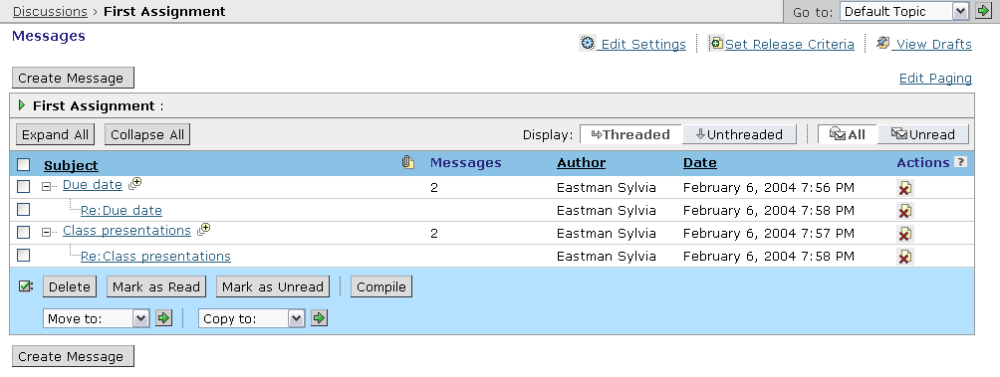 Discussions › First Assignment Go to: Default Topic
Messages
Edit Settings Set Release Criteria View Drafts
Create Message Edit Paging
First Assignment :
Expand All Collapse All Display: Threaded Unthreaded All Unread
Subject Messages Author Date Actions ?
Due date 2 Eastman Sylvia February 6, 2004 7:56 PM
Re:Due date Eastman Sylvia February 6, 2004 7:58 PM
Class presentations 2 Eastman Sylvia February 6, 2004 7:57 PM
Re:Class presentations Eastman Sylvia February 6, 2004 7:58 PM
Delete Mark as Read Mark as Unread Compile
Move to: Copy to:
Create Message